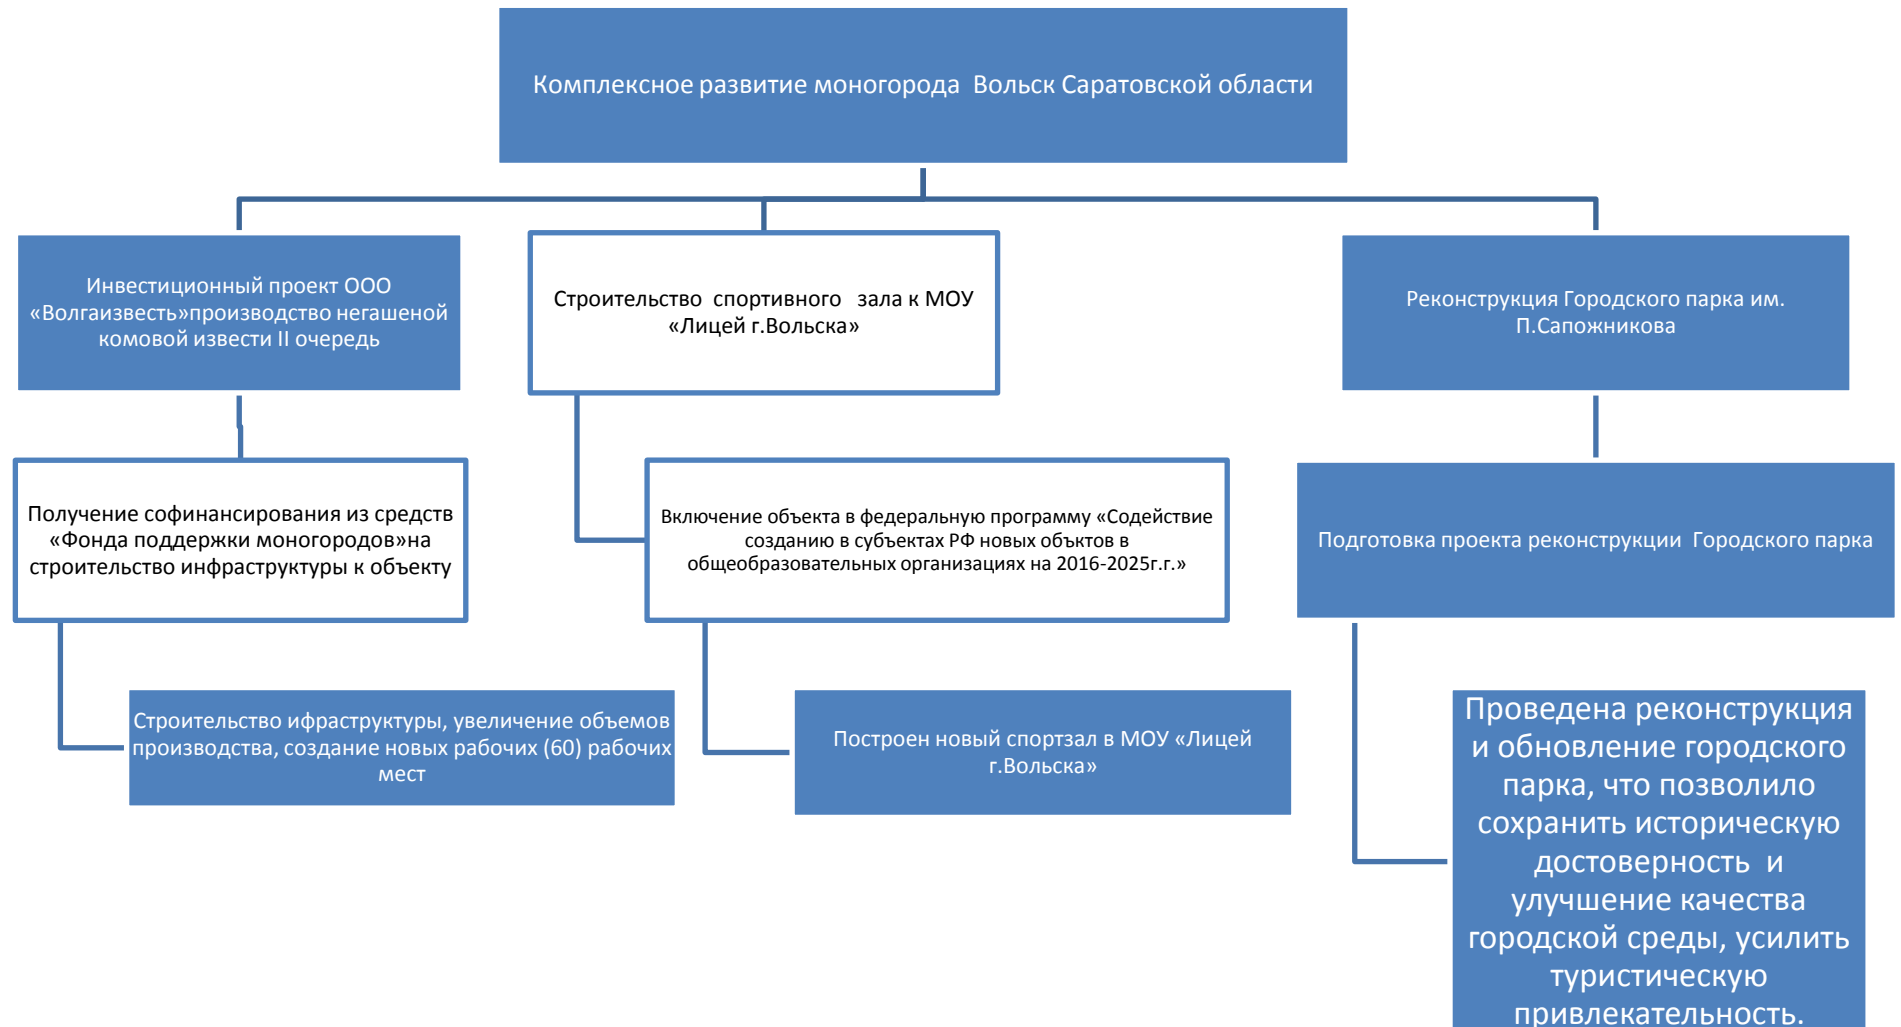 Комплексное развитие моногорода Вольск Саратовской области
Инвестиционный проект ООО
«Волгаизвесть»производство негашеной
комовой извести II очередь
Строительство спортивного зала к МОУ
«Лицей г.Вольска»
Реконструкция Городского парка им.
П.Сапожникова
Получение софинансирования из средств
«Фонда поддержки моногородов»на
строительство инфраструктуры к объекту
Включение объекта в федеральную программу «Содействие
созданию в субъектах РФ новых объктов в
общеобразовательных организациях на 2016-2025г.г.»
Подготовка проекта реконструкции Городского парка
Строительство ифраструктуры, увеличение объемов
производства, создание новых рабочих (60) рабочих
мест
Построен новый спортзал в МОУ «Лицей
г.Вольска»
Проведена реконструкция
и обновление городского
парка, что позволило
сохранить историческую
достоверность и
улучшение качества
городской среды, усилить
туристическую
привлекательность.